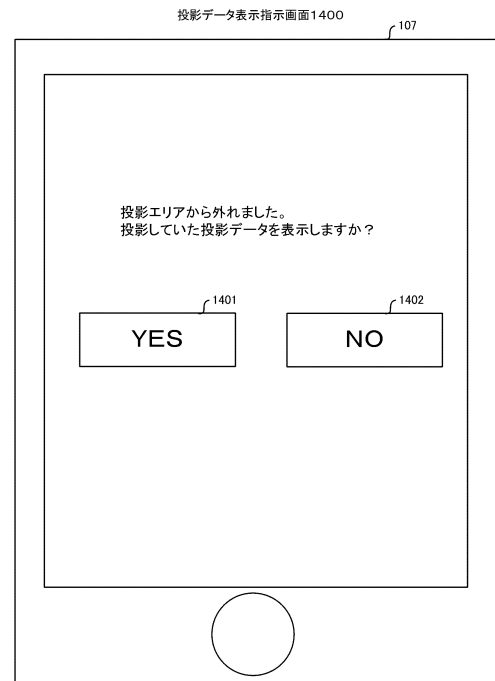 投影データ表示指示画面1400
107
投影エリアから外れました。
投影していた投影データを表示しますか？
1401
1402
YES
NO